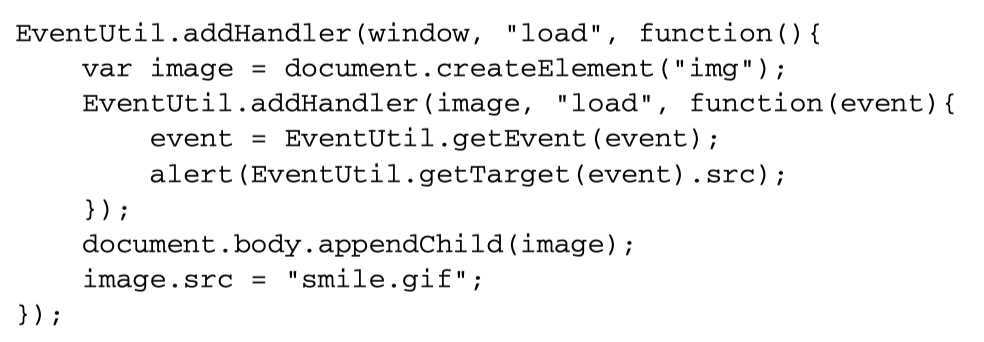 EventUtil.addHandler(window, "load", function(){
    var image = document.createElement("img");
    EventUtil.addHandler(image, "load", function(event){
        event = EventUtil.getEvent(event);
        alert(EventUtil.getTarget(event).src);
    });
    document.body.appendChild(image);
    image.src = "smile.gif";
});